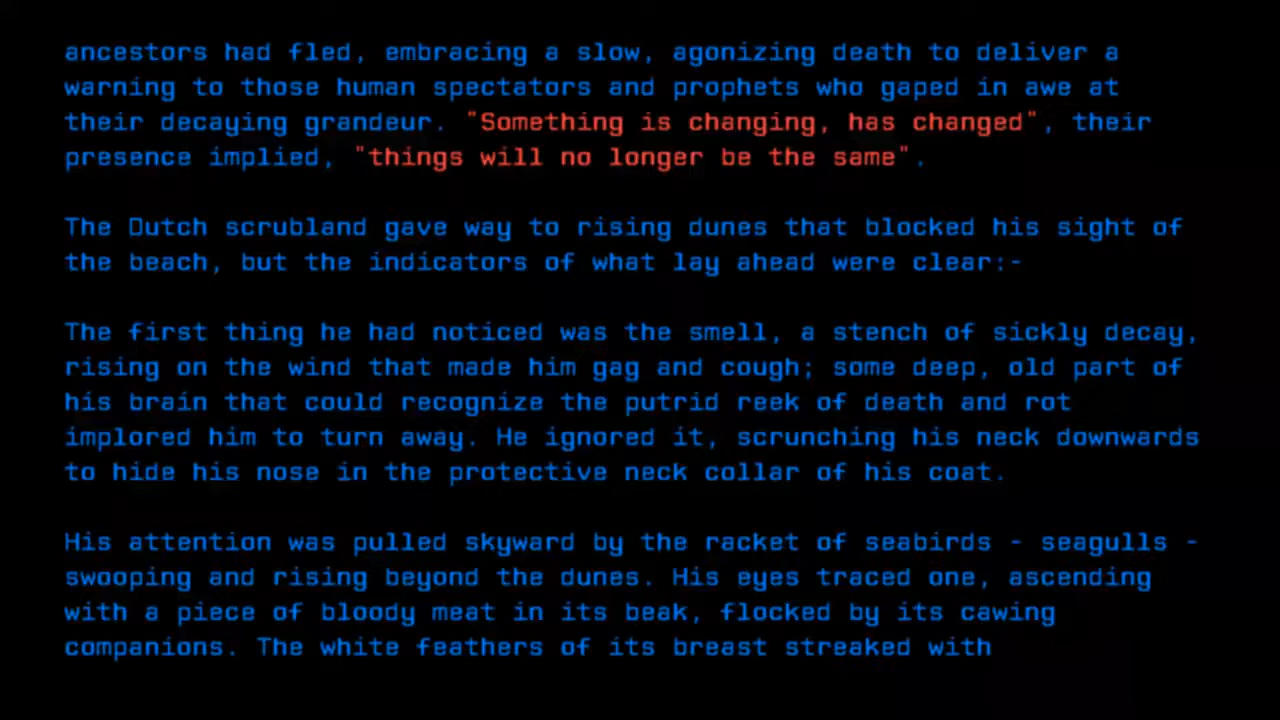 ancestors had fled, embracing a slow, agonizing death to deliver a
warning to those human spectators and prophets who gaped in awe at
their decaying grandeur. "Something is changing, has changed", their
presence implied, "things will no longer be the same".
The Dutch scrubland gave way to rising dunes that blocked his sight of
the beach, but the indicators of what lay ahead were clear:-
The first thing he had noticed was the smell, a stench of sickly decay,
rising on the wind that made him gag and cough; some deep, old part of
his brain that could recognize the putrid reek of death and rot
implored him to turn away. He ignored it, scrunching his neck downwards
to hide his nose in the protective neck collar of his coat.
His attention was pulled skyward by the racket of seabirds - seagulls -
swooping and rising beyond the dunes. His eyes traced one, ascending
with a piece of bloody meat in its beak, flocked by its cawing
companions. The white feathers of its breast streaked with